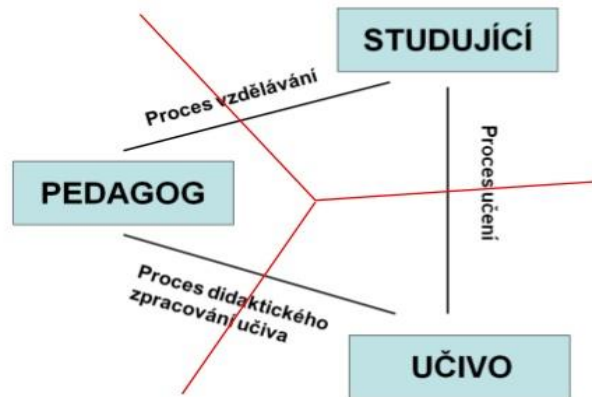 STUDUJÍCÍ
Proces vzdělávání
PEDAGOG
Proces učení
Proces didaktického
zpracování učiva
UČIVO